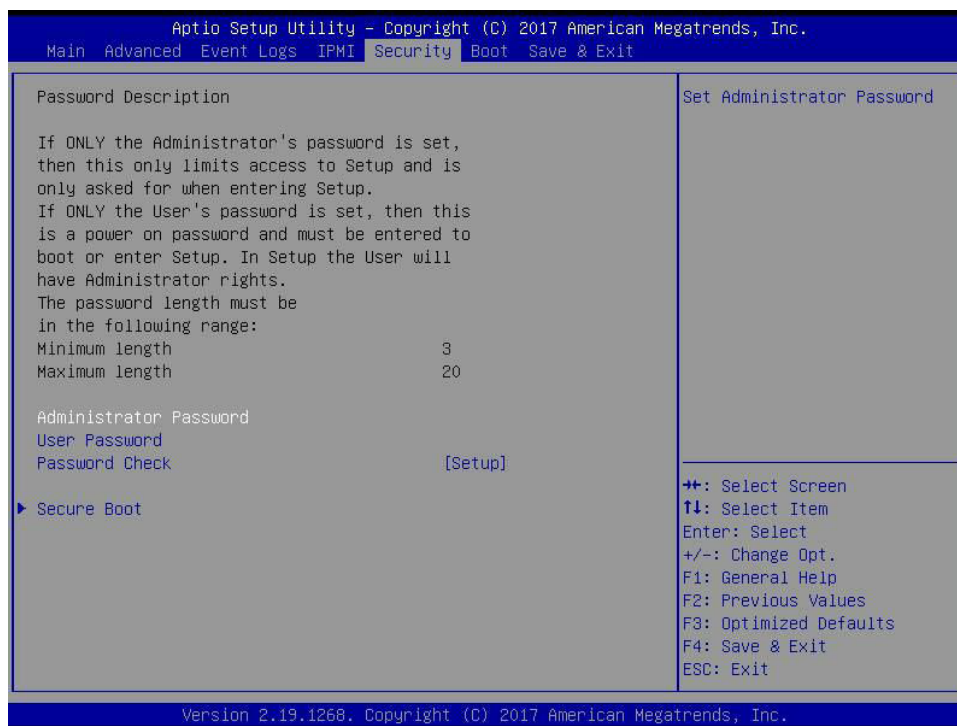 Aptio Setup Utility – Copyright (C) 2017 American Megatrends, Inc.
Main Advanced Event Logs IPMI Security Boot Save & Exit
Password Description
If ONLY the Administrator's password is set,
then this only limits access to Setup and is
only asked for when entering Setup.
If ONLY the User's password is set, then this
is a power on password and must be entered to
boot or enter Setup. In Setup the User will
have Administrator rights.
The password length must be
in the following range:
Minimum length 3
Maximum length 20
Administrator Password
User Password
Password Check [Setup]
Secure Boot
Set Administrator Password
→←: Select Screen
↑↓: Select Item
Enter: Select
+/-: Change Opt.
F1: General Help
F2: Previous Values
F3: Optimized Defaults
F4: Save & Exit
ESC: Exit
Version 2.19.1268. Copyright (C) 2017 American Megatrends, Inc.